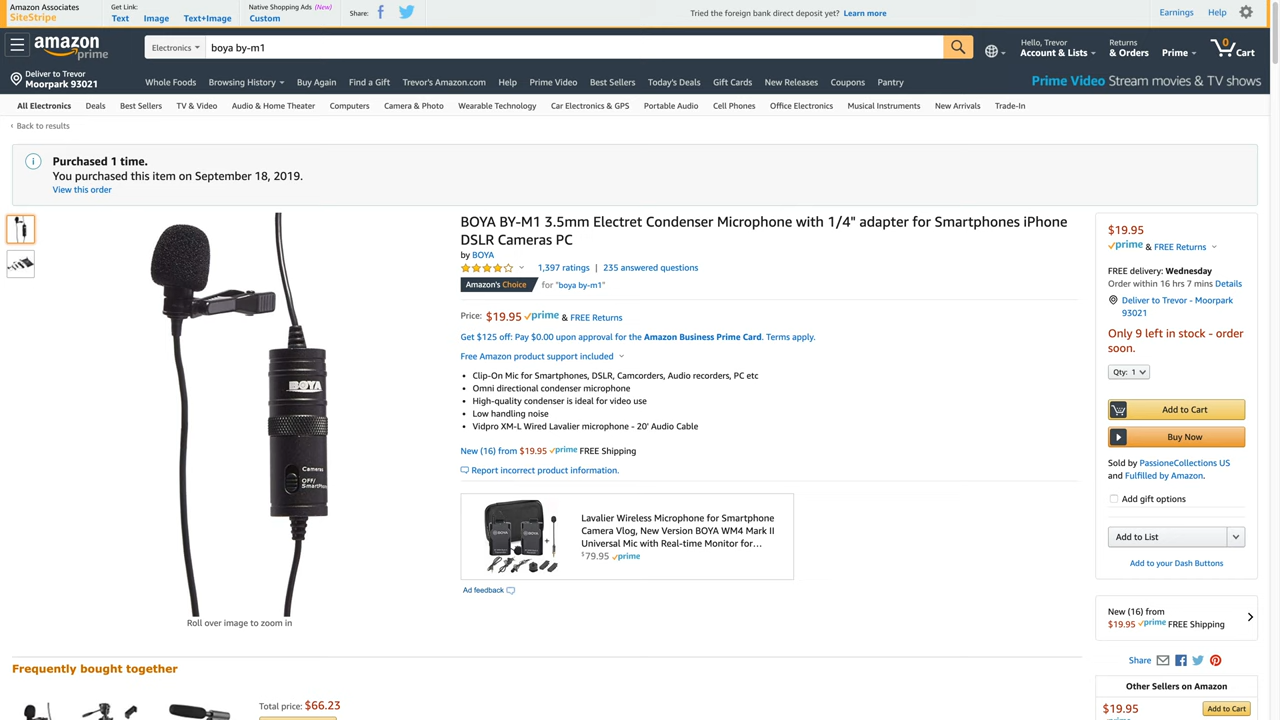 Amazon Associates
SiteStripe
Get Link:
Text Image Text+Image
Native Shopping Ads (New)
Custom
Share:
Tried the foreign bank direct deposit yet? Learn more
Earnings Help
amazon
prime
Electronics
boya by-m1
Hello, Trevor
Account & Lists
Returns
& Orders
Prime
0
Cart
Deliver to Trevor
Moorpark 93021
Whole Foods Browsing History Buy Again Find a Gift Trevor's Amazon.com Help Prime Video Best Sellers Today's Deals Gift Cards New Releases Coupons Pantry
Prime Video Stream movies & TV shows
All Electronics Deals Best Sellers TV & Video Audio & Home Theater Computers Camera & Photo Wearable Technology Car Electronics & GPS Portable Audio Cell Phones Office Electronics Musical Instruments New Arrivals Trade-In
‹ Back to results
Purchased 1 time.
You purchased this item on September 18, 2019.
View this order
BOYA
Cameras
OFF/
Roll over image to zoom in
BOYA BY-M1 3.5mm Electret Condenser Microphone with 1/4" adapter for Smartphones iPhone
DSLR Cameras PC
by BOYA
1,397 ratings | 235 answered questions
Amazon's Choice for "boya by-m1"
Price: $19.95 prime & FREE Returns
Get $125 off: Pay $0.00 upon approval for the Amazon Business Prime Card. Terms apply.
Free Amazon product support included
• Clip-On Mic for Smartphones, DSLR, Camcorders, Audio recorders, PC etc
• Omni directional condenser microphone
• High-quality condenser is ideal for video use
• Low handling noise
• Vidpro XM-L Wired Lavalier microphone - 20' Audio Cable
New (16) from $19.95 prime FREE Shipping
Report incorrect product information.
Lavalier Wireless Microphone for Smartphone
Camera Vlog, New Version BOYA WM4 Mark II
Universal Mic with Real-time Monitor for…
$79.95 prime
Ad feedback
$19.95
prime & FREE Returns
FREE delivery: Wednesday
Order within 16 hrs 7 mins Details
Deliver to Trevor - Moorpark
93021
Only 9 left in stock - order
soon.
Qty: 1
Add to Cart
Buy Now
Sold by PassioneCollections US
and Fulfilled by Amazon.
Add gift options
Add to List
Add to your Dash Buttons
New (16) from
$19.95 prime FREE Shipping
Share
Other Sellers on Amazon
$19.95
Add to Cart
Frequently bought together
Total price: $66.23